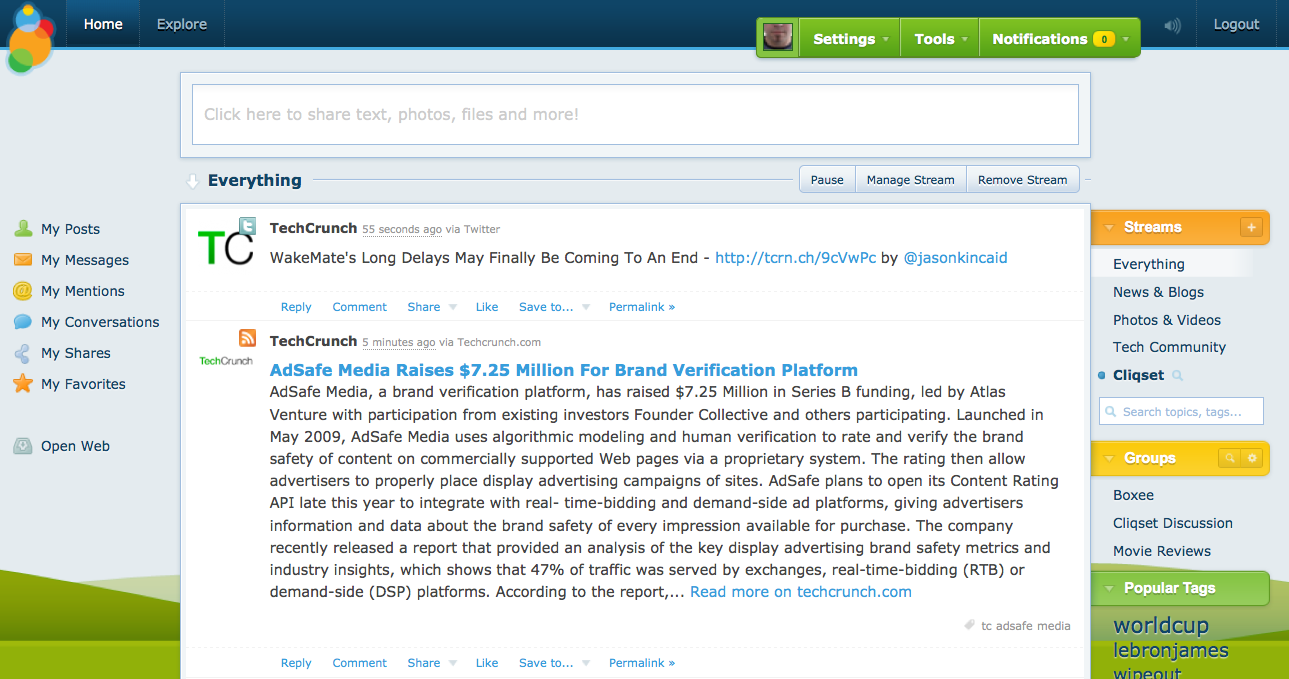 Home
Explore
Settings
Tools
Notifications 0
Logout
Click here to share text, photos, files and more!
Everything
Pause
Manage Stream
Remove Stream
My Posts
My Messages
My Mentions
My Conversations
My Shares
My Favorites
Open Web
TC
TechCrunch 55 seconds ago via Twitter
WakeMate's Long Delays May Finally Be Coming To An End - http://tcrn.ch/9cVwPc by @jasonkincaid
Reply Comment Share Like Save to... Permalink »
TechCrunch 5 minutes ago via Techcrunch.com
TechCrunch
AdSafe Media Raises $7.25 Million For Brand Verification Platform
AdSafe Media, a brand verification platform, has raised $7.25 Million in Series B funding, led by Atlas
Venture with participation from existing investors Founder Collective and others participating. Launched in
May 2009, AdSafe Media uses algorithmic modeling and human verification to rate and verify the brand
safety of content on commercially supported Web pages via a proprietary system. The rating then allow
advertisers to properly place display advertising campaigns of sites. AdSafe plans to open its Content Rating
API late this year to integrate with real- time-bidding and demand-side ad platforms, giving advertisers
information and data about the brand safety of every impression available for purchase. The company
recently released a report that provided an analysis of the key display advertising brand safety metrics and
industry insights, which shows that 47% of traffic was served by exchanges, real-time-bidding (RTB) or
demand-side (DSP) platforms. According to the report,... Read more on techcrunch.com
tc adsafe media
Reply Comment Share Like Save to... Permalink »
Streams +
Everything
News & Blogs
Photos & Videos
Tech Community
Cliqset
Search topics, tags...
Groups
Boxee
Cliqset Discussion
Movie Reviews
Popular Tags
worldcup
lebronjames
wipeout